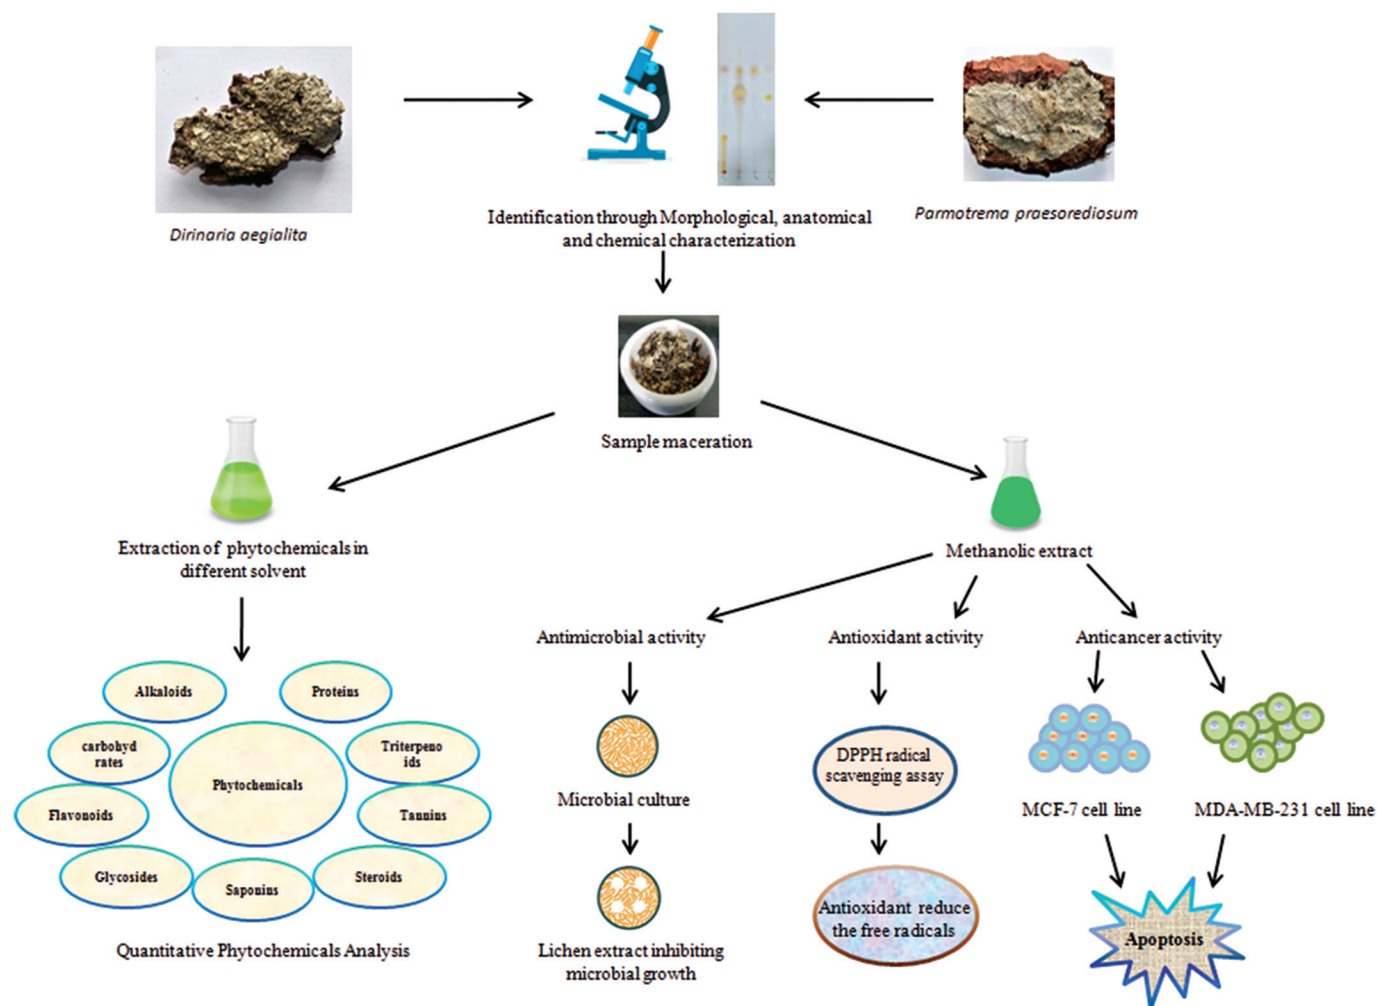 Dirinaria aegialita
Identification through Morphological, anatomical
and chemical characterization
Parmotrema praesorediosum
Sample maceration
Extraction of phytochemicals in
different solvent
Methanolic extract
Alkaloids
Proteins
carbohyd
rates
Triterpeno
ids
Phytochemicals
Flavonoids
Tannins
Glycosides
Saponins
Steroids
Quantitative Phytochemicals Analysis
Antimicrobial activity
Microbial culture
Lichen extract inhibiting
microbial growth
Antioxidant activity
DPPH radical
scavenging assay
Antioxidant reduce
the free radicals
Anticancer activity
MCF-7 cell line
MDA-MB-231 cell line
Apoptosis